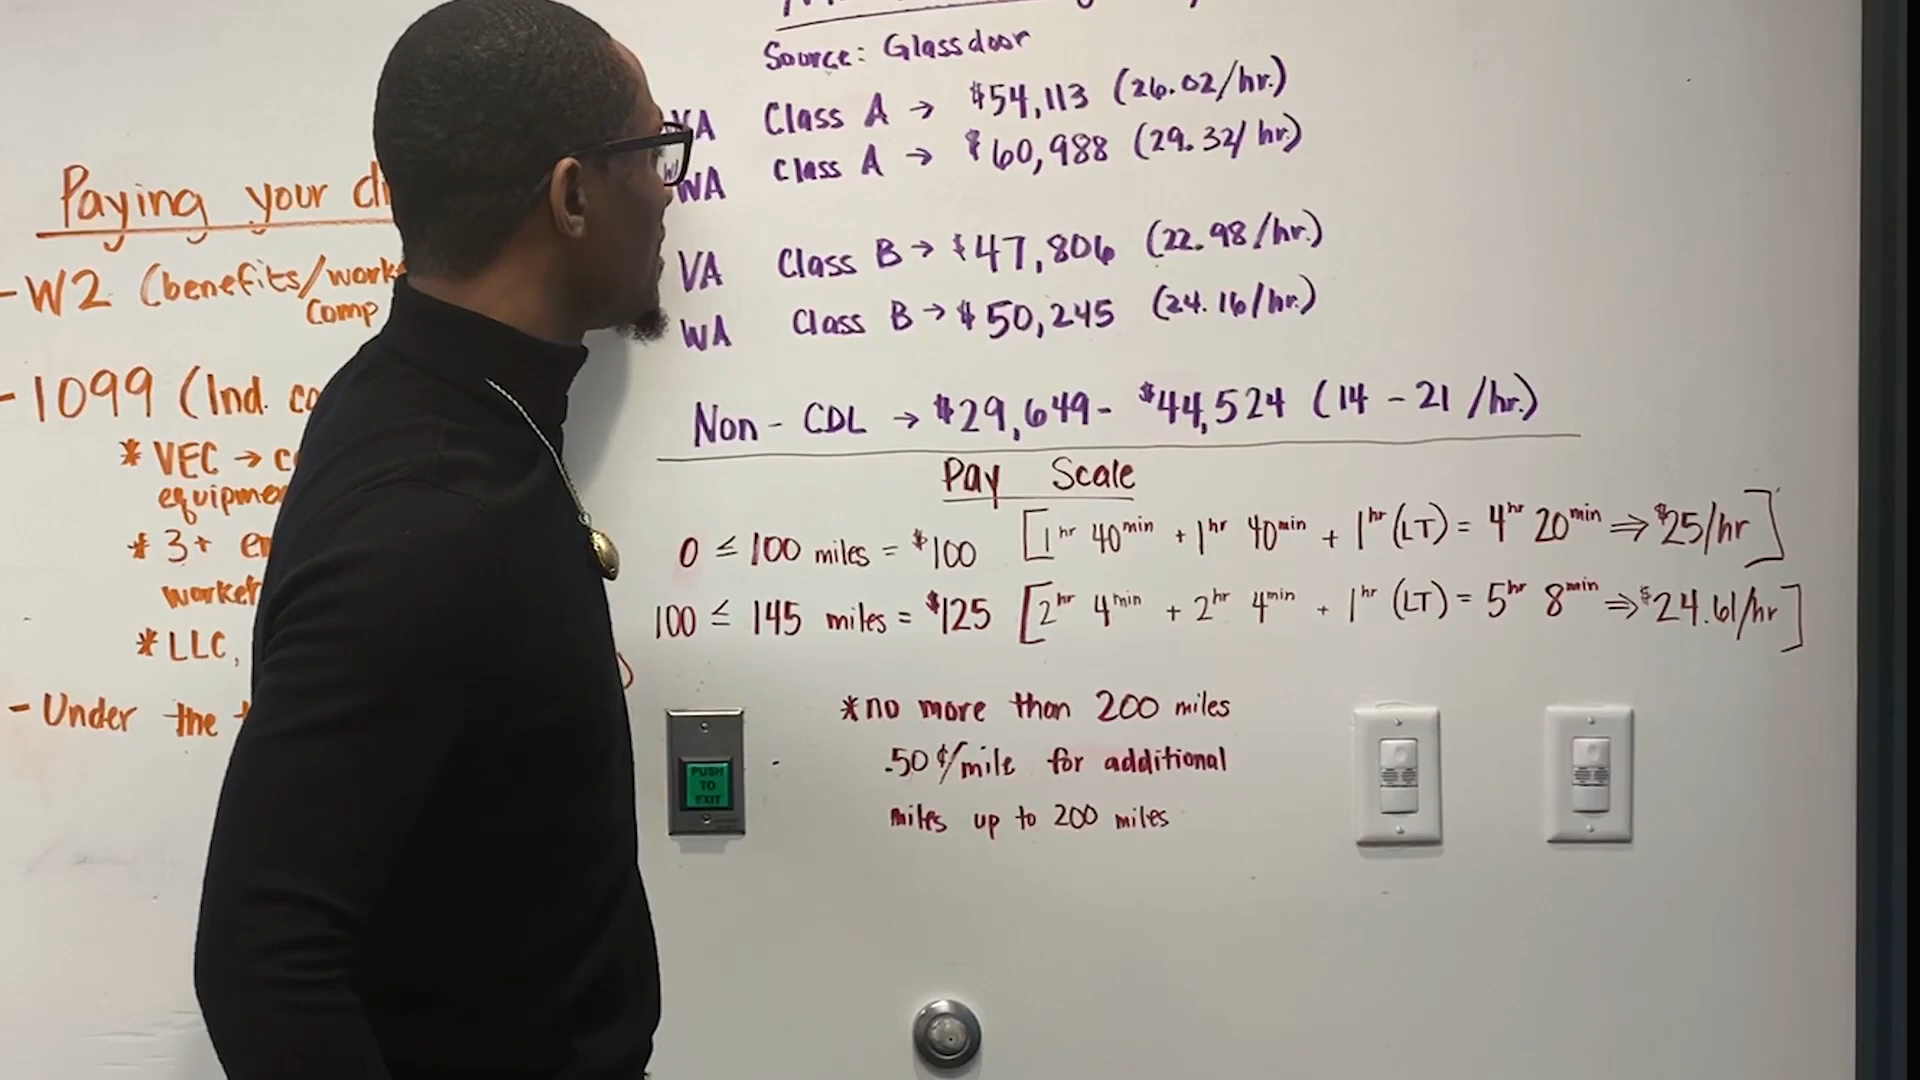 Paying your
- W2 (benefits/work
Comp
- 1099 (Ind.
* VEC →
equipme
* 3+
worker
* LLC,
- Under the
Source: Glassdoor
VA Class A → $54,113 (26.02/hr.)
WA Class A → $60,988 (29.32/hr.)
VA Class B → $47,806 (22.98/hr.)
WA Class B → $50,245 (24.16/hr.)
Non - CDL → $29,649 - $44,524 (14 - 21 /hr.)
Pay Scale
0 ≤ 100 miles = $100 [1hr 40min + 1hr 40min + 1hr (LT) = 4hr 20min ⇒ $25/hr]
100 ≤ 145 miles = $125 [2hr 4min + 2hr 4min + 1hr (LT) = 5hr 8min ⇒ $24.61/hr]
*no more than 200 miles
.50¢/mile for additional
miles up to 200 miles
PUSH
TO
EXIT